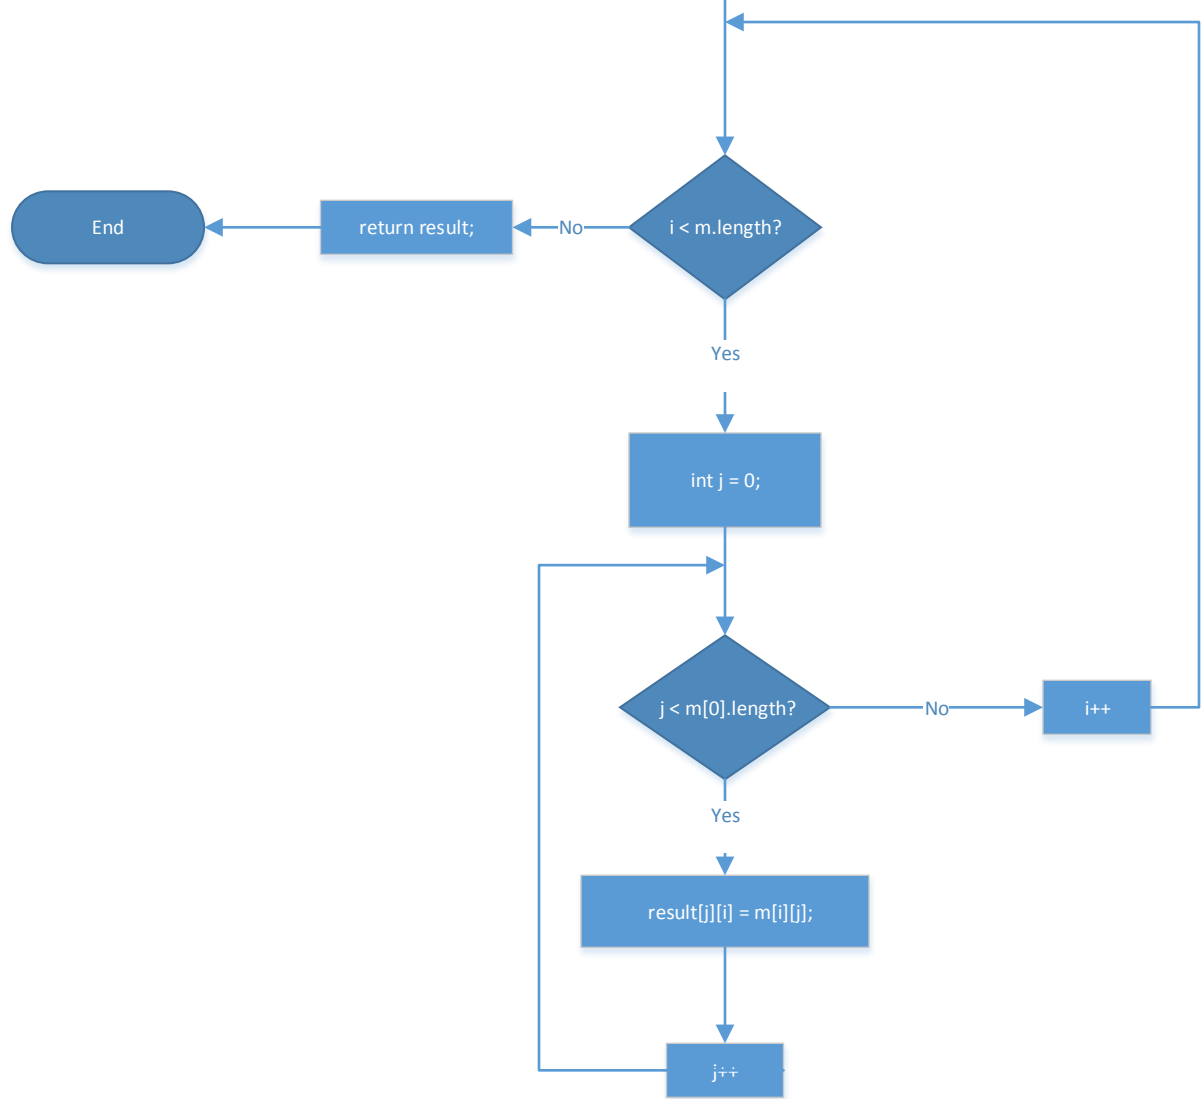 i < m.length?
No
return result;
End
Yes
int j = 0;
j < m[0].length?
No
i++
Yes
result[j][i] = m[i][j];
j++